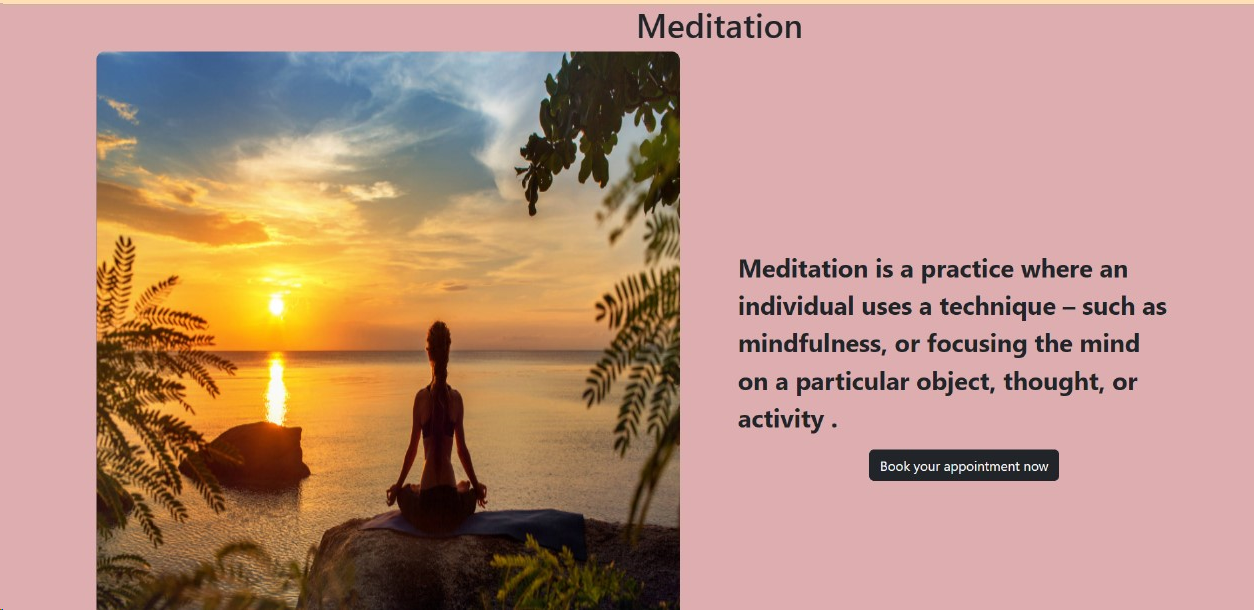 Meditation
Meditation is a practice where an
individual uses a technique – such as
mindfulness, or focusing the mind
on a particular object, thought, or
activity .
Book your appointment now